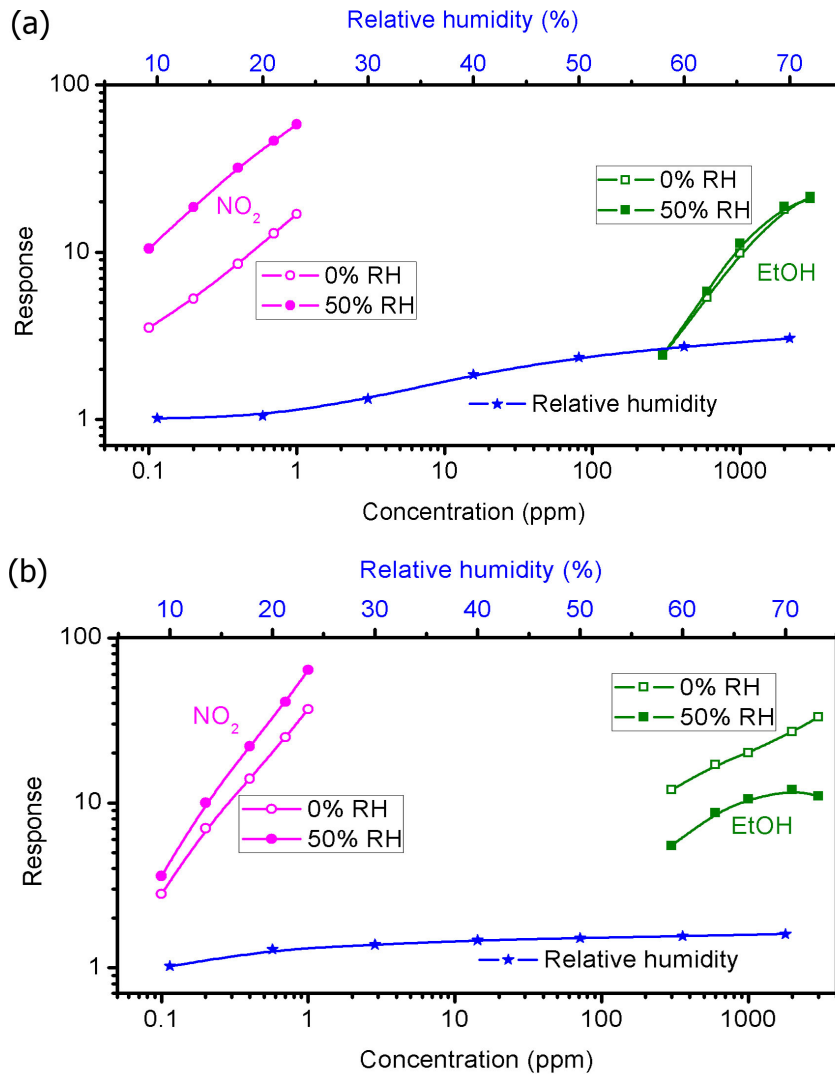 (a)
Relative humidity (%)
10 20 30 40 50 60 70
100
10
1
Response
NO2
0% RH
50% RH
0% RH
50% RH
EtOH
Relative humidity
0.1 1 10 100 1000
Concentration (ppm)
(b)
Relative humidity (%)
10 20 30 40 50 60 70
100
10
1
Response
NO2
0% RH
50% RH
0% RH
50% RH
EtOH
Relative humidity
0.1 1 10 100 1000
Concentration (ppm)